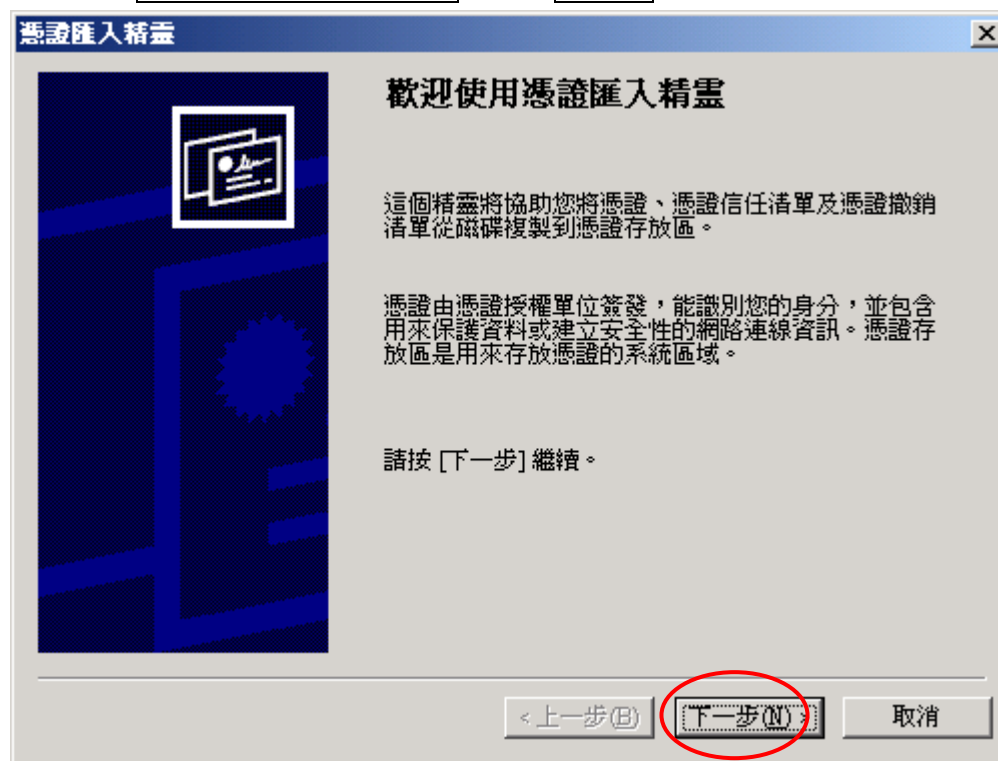 憑證匯入精靈
歡迎使用憑證匯入精靈
這個精靈將協助您將憑證、憑證信任清單及憑證撤銷
清單從磁碟複製到憑證存放區。
憑證由憑證授權單位簽發,能識別您的身分,並包含
用來保護資料或建立安全性的網路連線資訊。憑證存
放區是用來存放憑證的系統區域。
請按 [下一步] 繼續。
<上一步(B) 下一步(N) > 取消